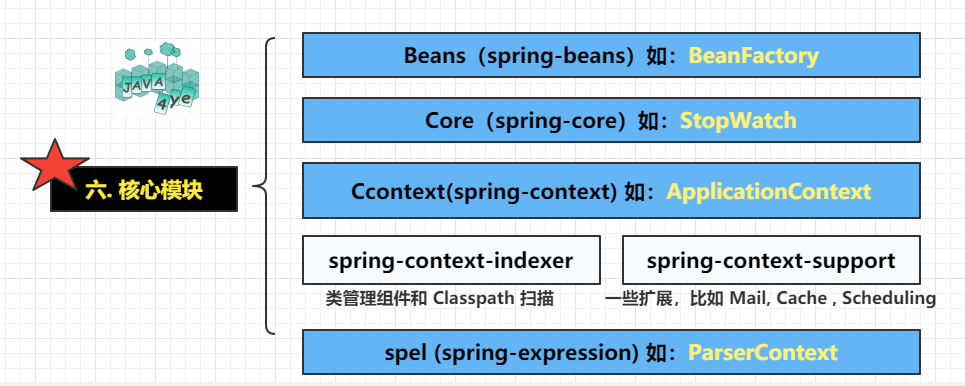 JAVA
4ye
六. 核心模块
Beans（spring-beans）如：BeanFactory
Core（spring-core）如：StopWatch
Ccontext(spring-context) 如：ApplicationContext
spring-context-indexer
spring-context-support
类管理组件和 Classpath 扫描
一些扩展，比如 Mail, Cache , Scheduling
spel (spring-expression) 如：ParserContext